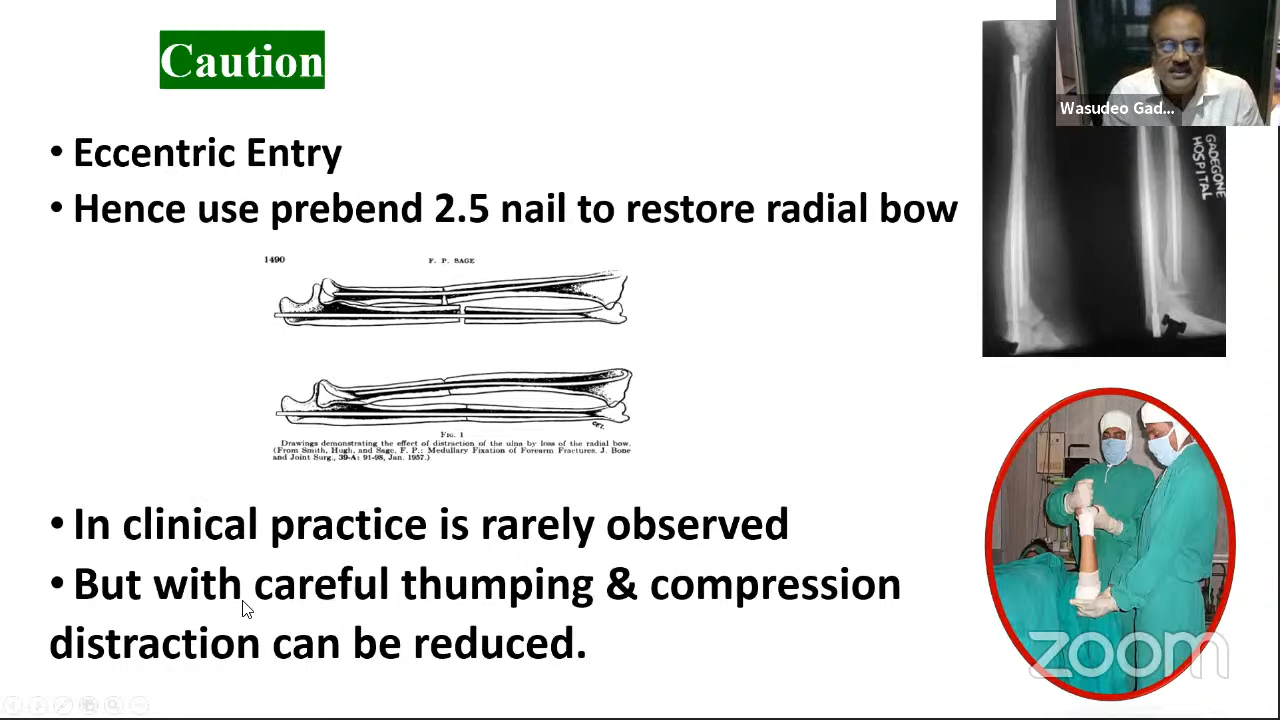 Caution
Wasudeo Gad...
• Eccentric Entry
• Hence use prebend 2.5 nail to restore radial bow
GADEGONE
HOSPITAL
1490
F. P. SAGE
FIG. 1
Drawings demonstrating the effect of distraction of the ulna by loss of the radial bow.
(From Smith, Hugh, and Sage, F. P.: Medullary Fixation of Forearm Fractures. J. Bone
and Joint Surg., 39-A: 91-98, Jan. 1957.)
• In clinical practice is rarely observed
• But with careful thumping & compression
distraction can be reduced.
zoom